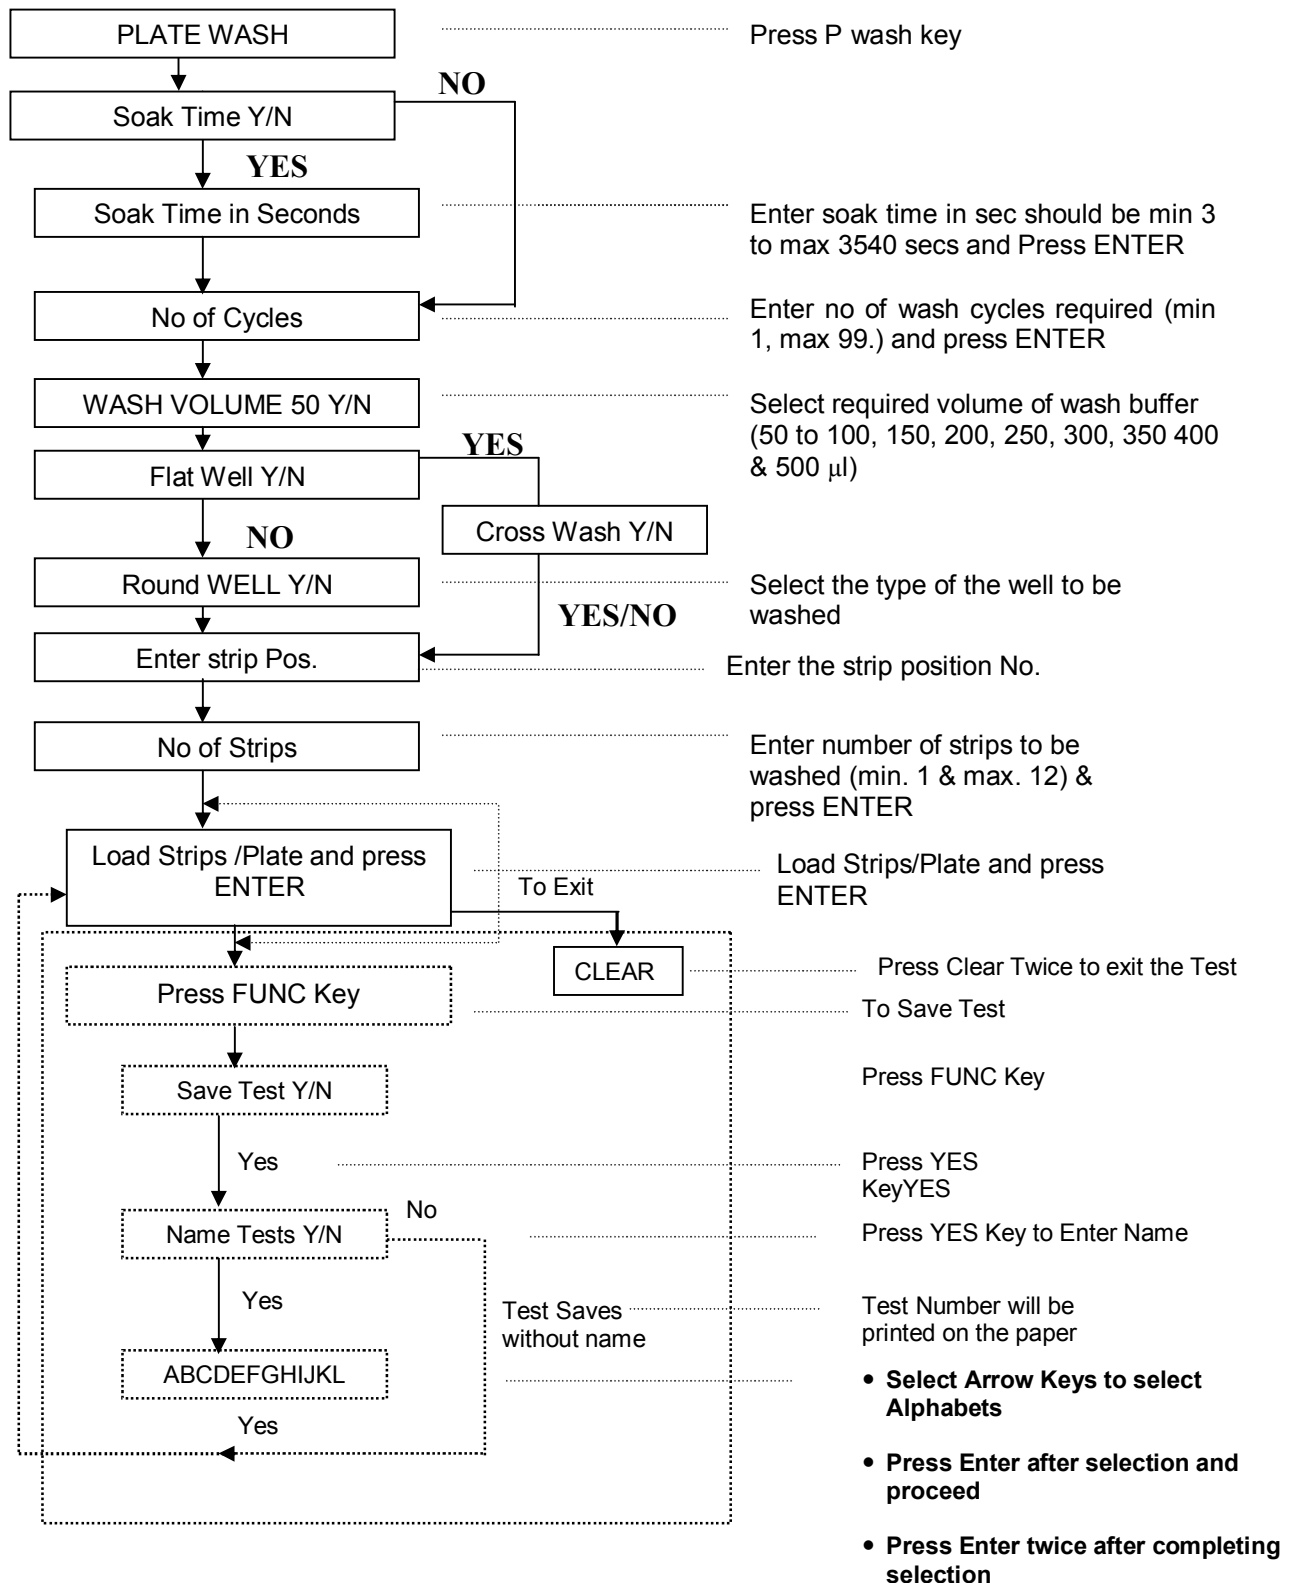 PLATE WASH
Press P wash key
NO
Soak Time Y/N
YES
Soak Time in Seconds
Enter soak time in sec should be min 3
to max 3540 secs and Press ENTER
No of Cycles
Enter no of wash cycles required (min
1, max 99.) and press ENTER
WASH VOLUME 50 Y/N
Select required volume of wash buffer
(50 to 100, 150, 200, 250, 300, 350 400
& 500 μl)
YES
Flat Well Y/N
Cross Wash Y/N
NO
Round WELL Y/N
Select the type of the well to be
washed
YES/NO
Enter strip Pos.
Enter the strip position No.
No of Strips
Enter number of strips to be
washed (min. 1 & max. 12) &
press ENTER
Load Strips /Plate and press
ENTER
Load Strips/Plate and press
ENTER
To Exit
CLEAR
Press Clear Twice to exit the Test
Press FUNC Key
To Save Test
Save Test Y/N
Press FUNC Key
Yes
Press YES
KeyYES
No
Name Tests Y/N
Press YES Key to Enter Name
Yes
Test Saves
without name
Test Number will be
printed on the paper
ABCDEFGHIJKL
• Select Arrow Keys to select
Alphabets
Yes
• Press Enter after selection and
proceed
• Press Enter twice after completing
selection